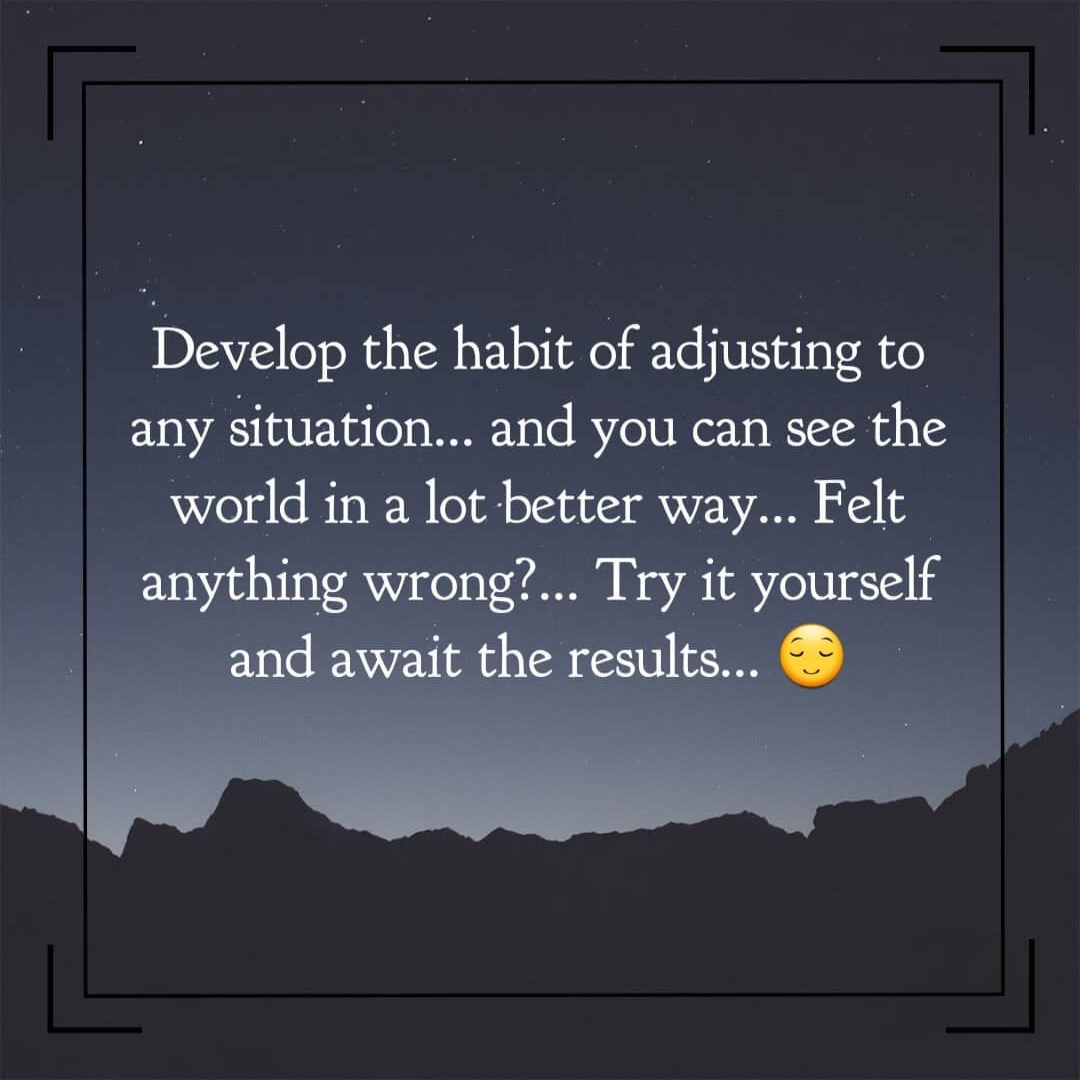 Develop the habit of adjusting to
any situation... and you can see the
world in a lot better way... Felt
anything wrong?... Try it yourself
and await the results... 😌